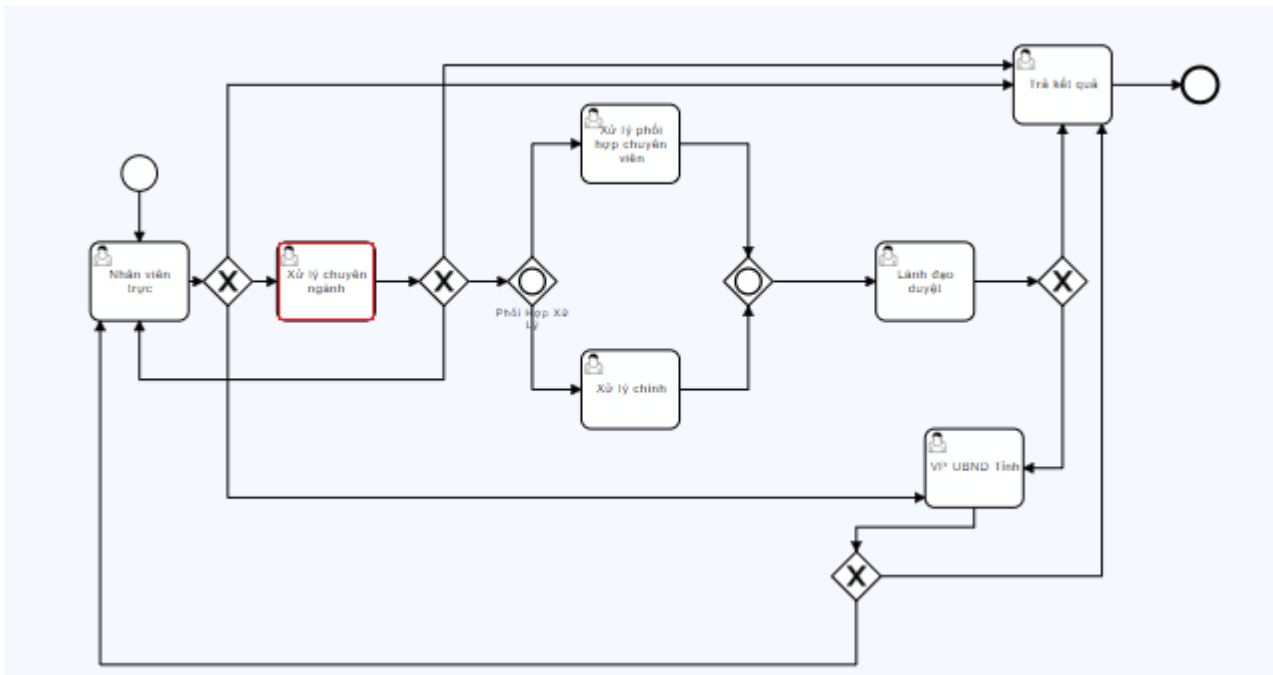 Trả kết quả
Xử lý phối
hợp chuyên
viên
Nhân viên
trực
Xử lý chuyên
ngành
Phối Hợp Xử
Lý
Lãnh đạo
duyệt
Xử lý chính
VP UBND Tỉnh